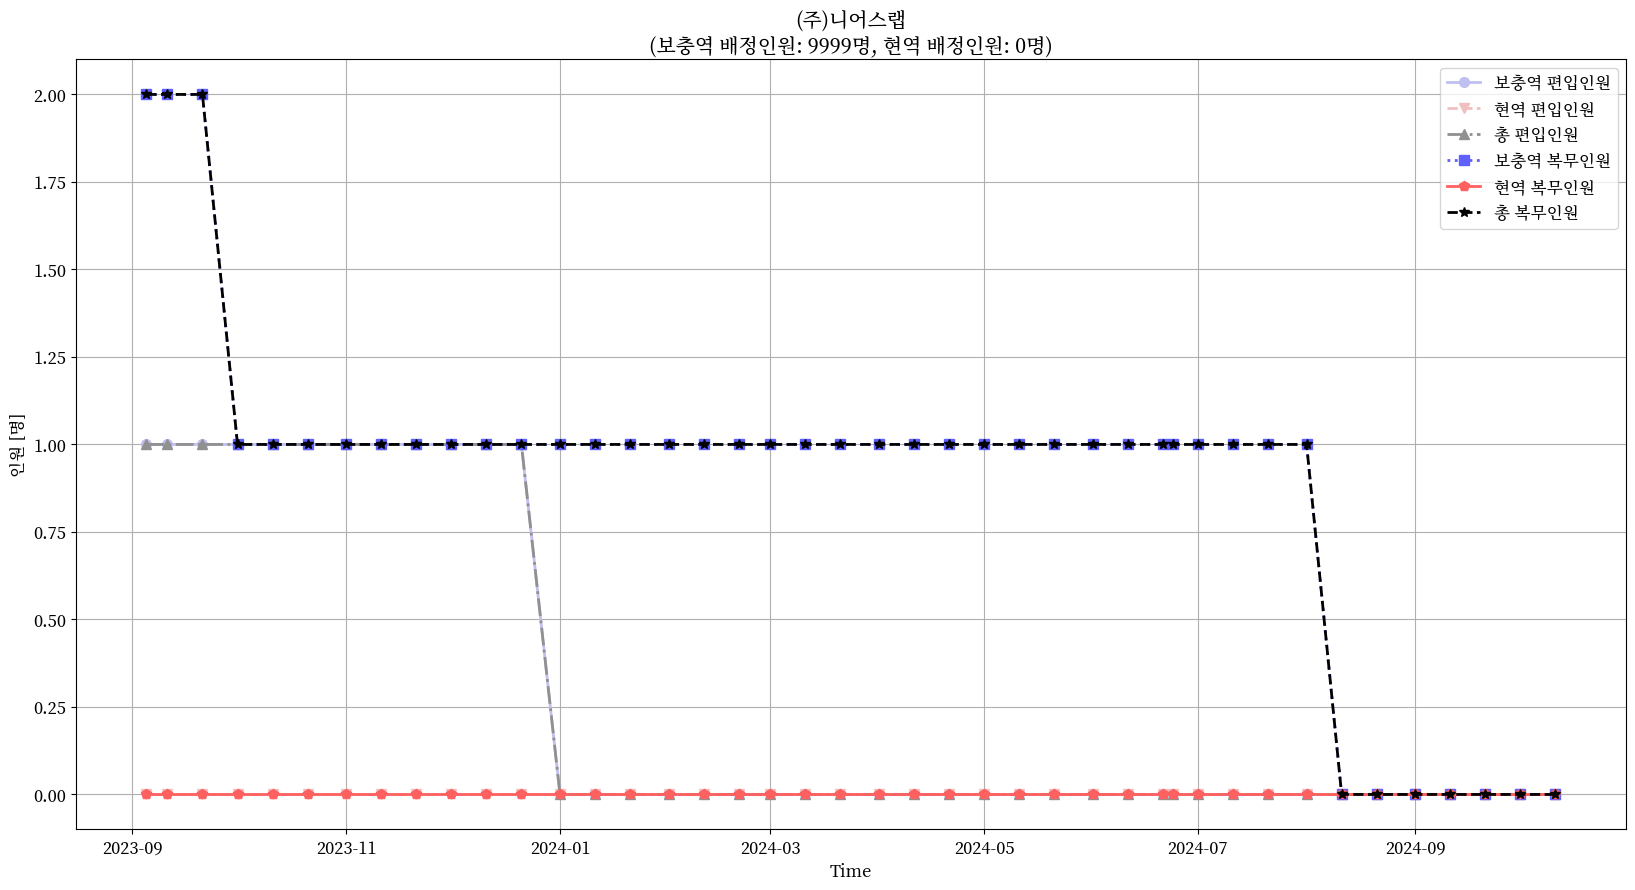 (주)니어스랩
(보충역 배정인원: 9999명, 현역 배정인원: 0명)
보충역 편입인원
현역 편입인원
총 편입인원
보충역 복무인원
현역 복무인원
총 복무인원
인원 [명]
2.00
1.75
1.50
1.25
1.00
0.75
0.50
0.25
0.00
2023-09
2023-11
2024-01
2024-03
2024-05
2024-07
2024-09
Time